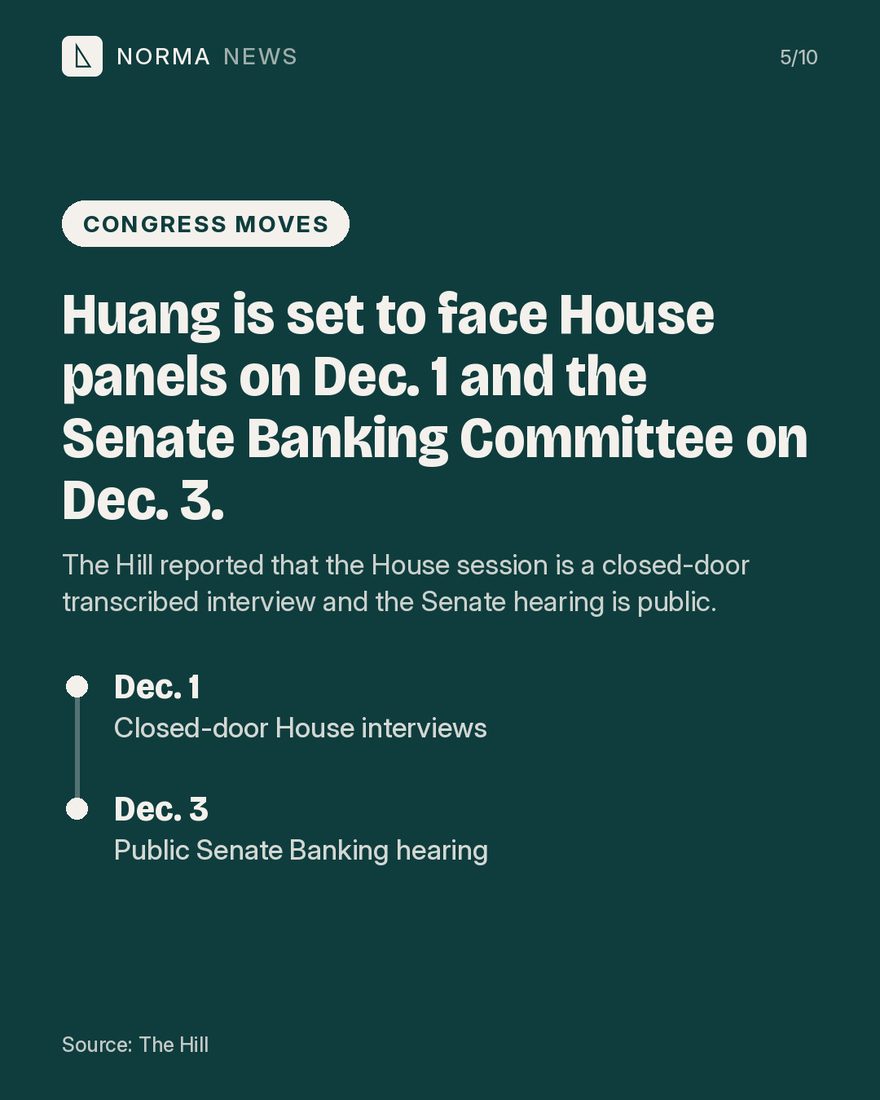 NORMA NEWS
5/10
CONGRESS MOVES
Huang is set to face House
panels on Dec. 1 and the
Senate Banking Committee on
Dec. 3.
The Hill reported that the House session is a closed-door
transcribed interview and the Senate hearing is public.
Dec. 1
Closed-door House interviews
Dec. 3
Public Senate Banking hearing
Source: The Hill